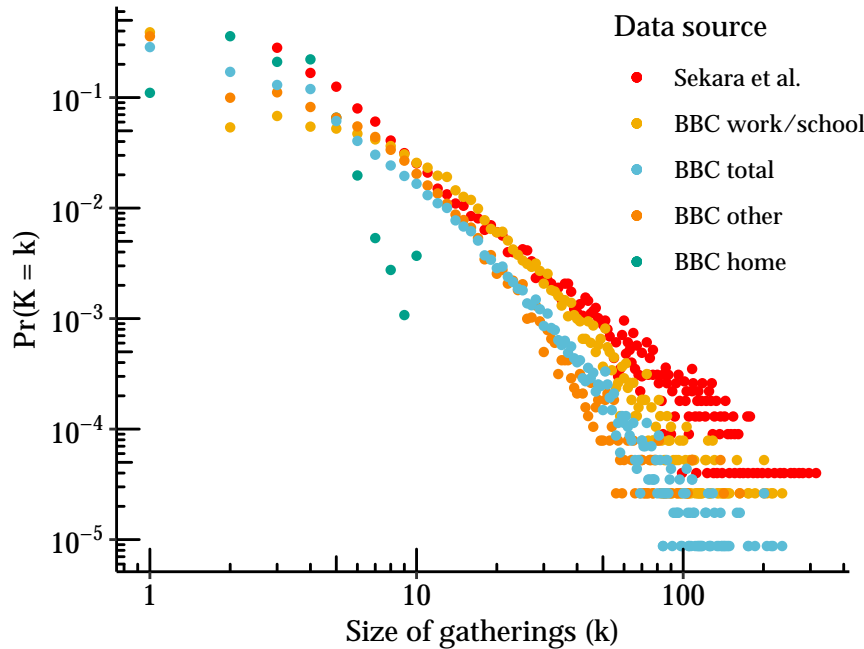 Data source
Sekara et al.
BBC work/school
BBC total
BBC other
BBC home
Pr(K = k)
10⁻¹
10⁻²
10⁻³
10⁻⁴
10⁻⁵
1
10
100
Size of gatherings (k)